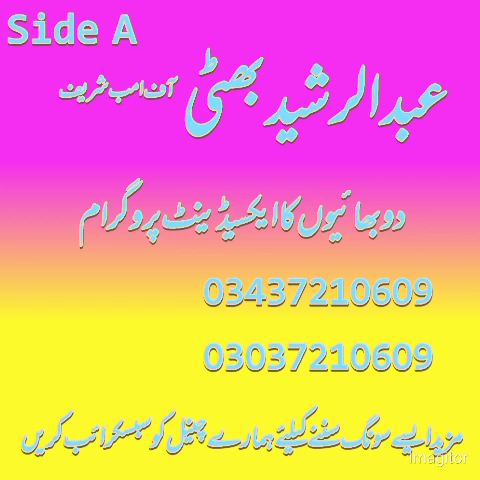 Side A
عبدالرشید بھٹی آف امب شریف
دو بھائیوں کا ایکسیڈینٹ پروگرام
03437210609
03037210609
مزید ایسے سونگ سننے کیلئے ہمارے چینل کو سبسکرائب کریں
Imagitor